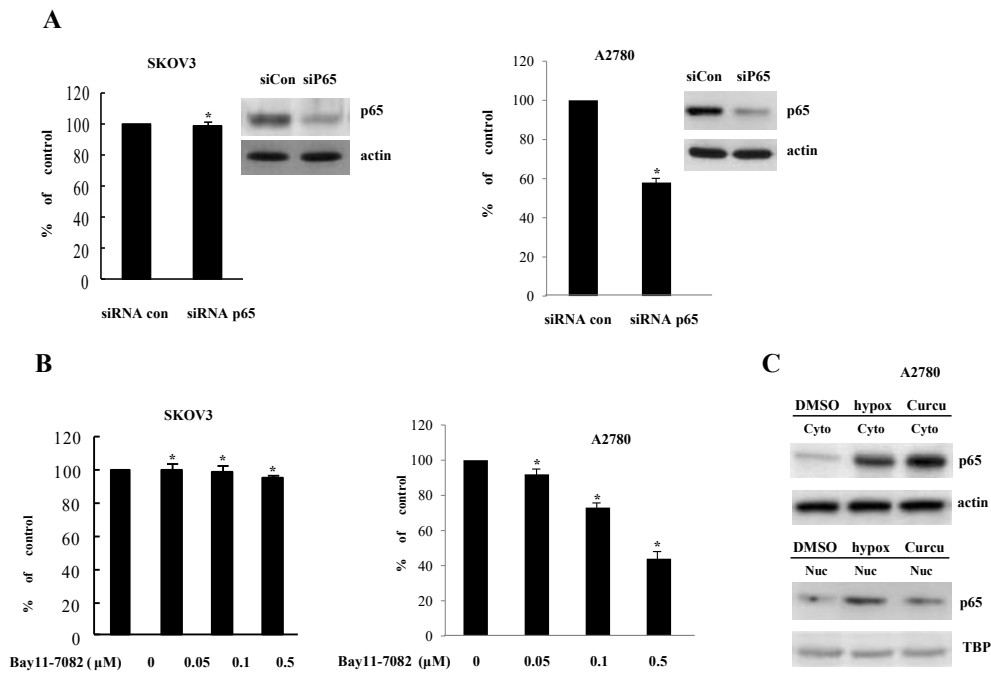 A
SKOV3
siCon siP65
p65
actin
120
100
80
60
40
20
0
% of control
*
siRNA con siRNA p65
A2780
siCon siP65
p65
actin
120
100
80
60
40
20
0
% of control
*
siRNA con siRNA p65
B
SKOV3
120
100
80
60
40
20
0
% of control
* * *
Bay11-7082 (µM) 0 0.05 0.1 0.5
A2780
120
100
80
60
40
20
0
% of control
*
*
*
Bay11-7082 (µM) 0 0.05 0.1 0.5
C
A2780
DMSO hypox Curcu
Cyto Cyto Cyto
p65
actin
DMSO hypox Curcu
Nuc Nuc Nuc
p65
TBP